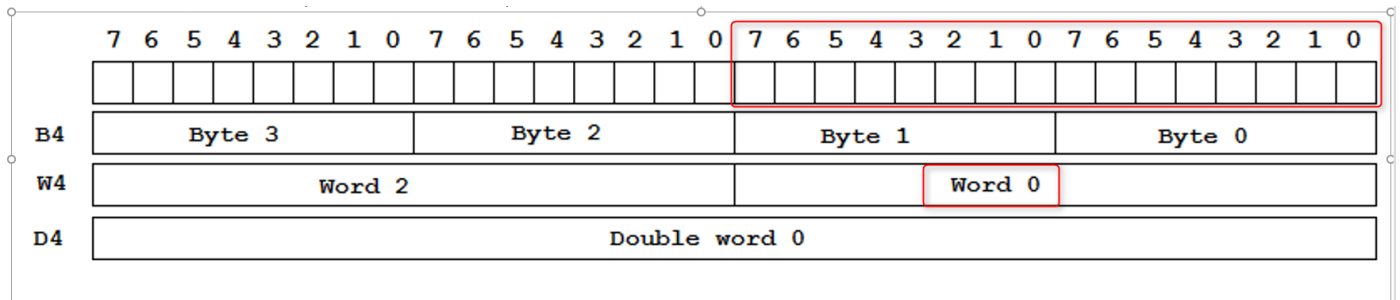 7 6 5 4 3 2 1 0 7 6 5 4 3 2 1 0 7 6 5 4 3 2 1 0 7 6 5 4 3 2 1 0
B4 Byte 3 Byte 2 Byte 1 Byte 0
W4 Word 2 Word 0
D4 Double word 0